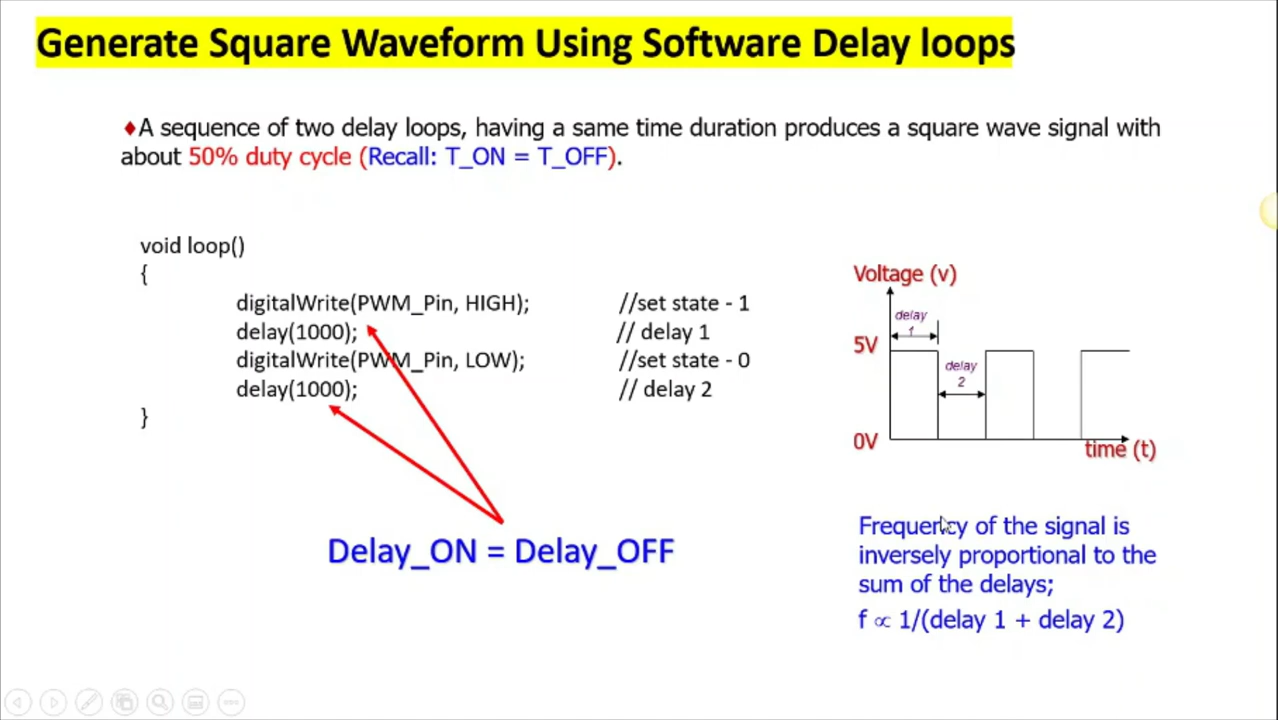 Generate Square Waveform Using Software Delay loops
♦A sequence of two delay loops, having a same time duration produces a square wave signal with
about 50% duty cycle (Recall: T_ON = T_OFF).
void loop()
{
digitalWrite(PWM_Pin, HIGH); //set state - 1
delay(1000); // delay 1
digitalWrite(PWM_Pin, LOW); //set state - 0
delay(1000); // delay 2
}
Delay_ON = Delay_OFF
Voltage (v)
delay
1
5V
delay
2
0V
time (t)
Frequency of the signal is
inversely proportional to the
sum of the delays;
f ∝ 1/(delay 1 + delay 2)